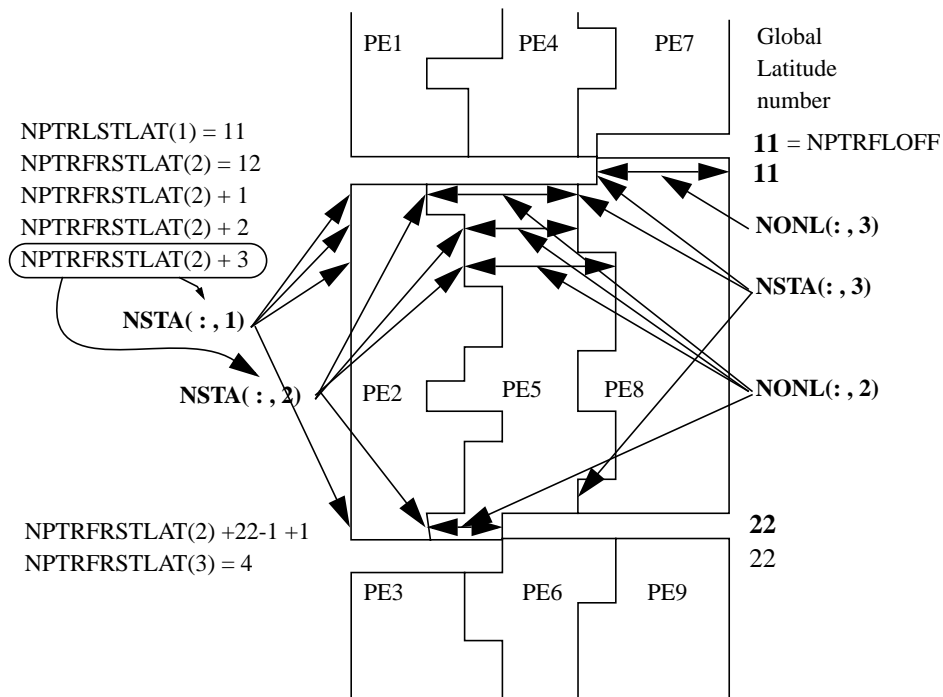 PE1
PE4
PE7
Global
Latitude
number
11 = NPTRFLOFF
11
NPTRLSTLAT(1) = 11
NPTRFRSTLAT(2) = 12
NPTRFRSTLAT(2) + 1
NPTRFRSTLAT(2) + 2
NPTRFRSTLAT(2) + 3
NONL(: , 3)
NSTA(: , 3)
NSTA( : , 1)
NSTA( : , 2)
PE2
PE5
PE8
NONL(: , 2)
NPTRFRSTLAT(2) +22-1 +1
NPTRFRSTLAT(3) = 4
22
22
PE3
PE6
PE9